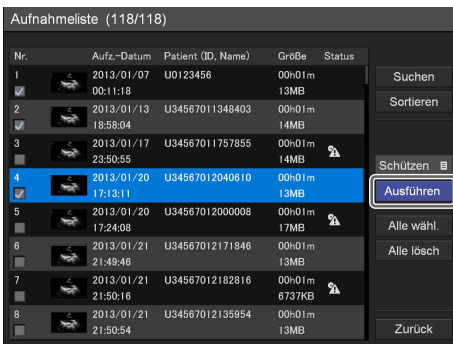 Aufnahmeliste (118/118)
Nr. Aufz.-Datum Patient (ID, Name) Größe Status
1 2013/01/07 U0123456 00h01m
00:11:18 13MB
2 2013/01/13 U34567011348403 00h01m
18:58:04 14MB
3 2013/01/17 U34567011757855 00h01m
23:50:55 14MB
4 2013/01/20 U34567012040610 00h01m
17:13:11 13MB
5 2013/01/20 U34567012000008 00h01m
17:24:08 17MB
6 2013/01/21 U34567012171846 00h01m
21:49:46 13MB
7 2013/01/21 U34567012182816 00h01m
21:50:16 6737KB
8 2013/01/21 U34567012135954 00h01m
21:50:54 13MB
Suchen
Sortieren
Schützen
Ausführen
Alle wähl.
Alle lösch
Zurück